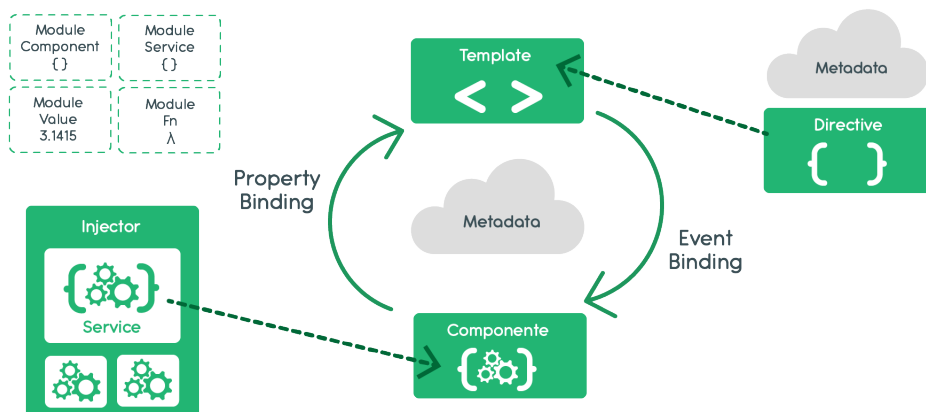 Module
Component
{}
Module
Service
{}
Module
Value
3.1415
Module
Fn
λ
Template
< >
Metadata
Directive
{ }
Property
Binding
Metadata
Event
Binding
Injector
{ }
Service
Componente
{ }